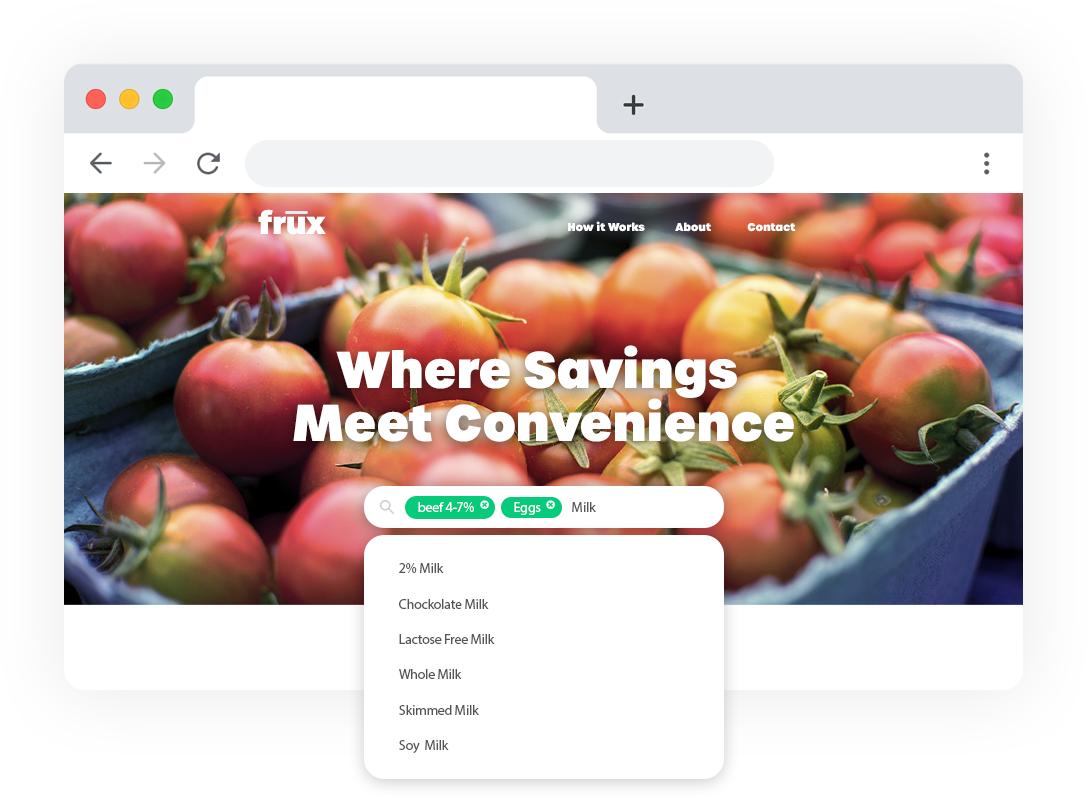 frūx
How it Works About Contact
Where Savings
Meet Convenience
beef 4-7% Eggs Milk
2% Milk
Chockolate Milk
Lactose Free Milk
Whole Milk
Skimmed Milk
Soy Milk